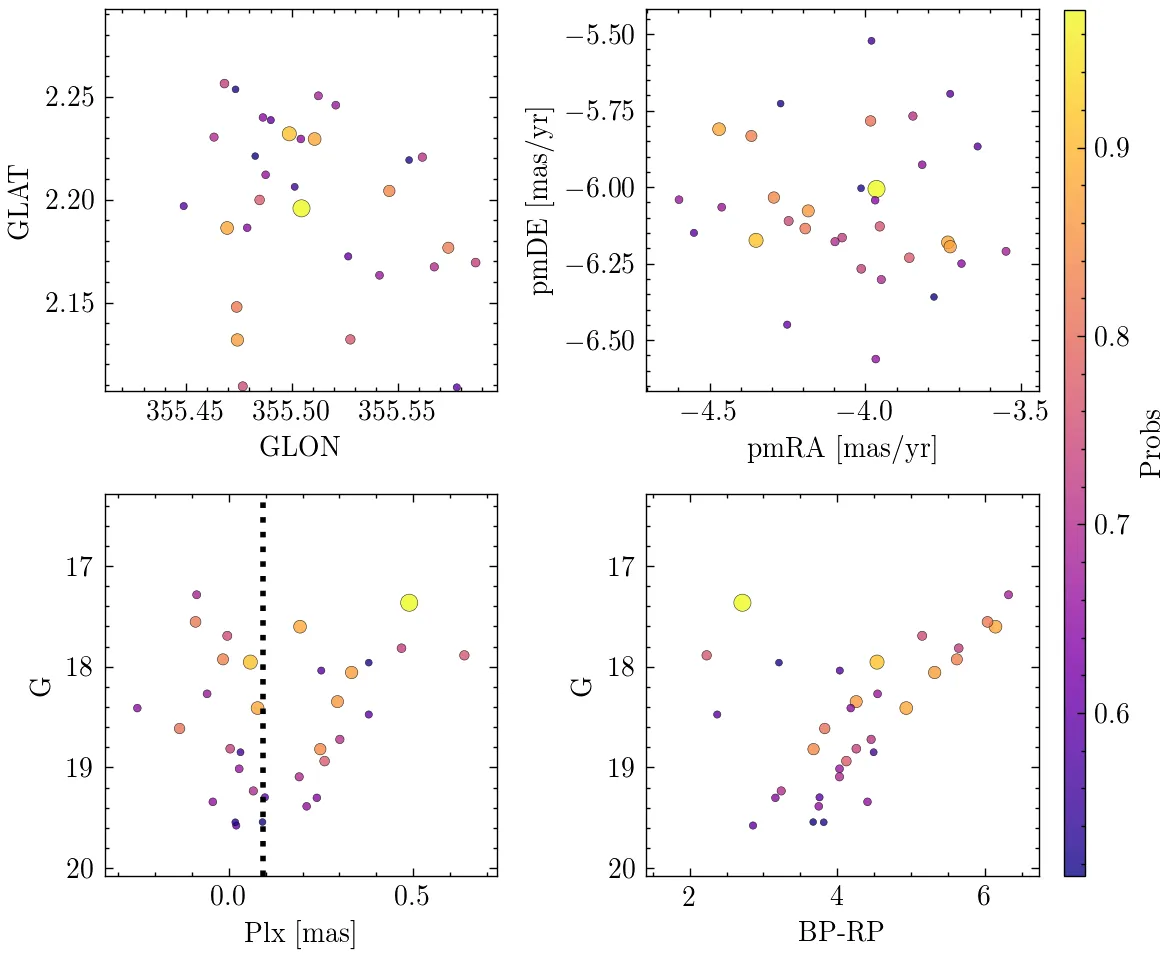 2.25
2.20
2.15
GLAT
355.45 355.50 355.55
GLON
−5.50
−5.75
−6.00
−6.25
−6.50
pmDE [mas/yr]
−4.5 −4.0 −3.5
pmRA [mas/yr]
17
18
19
20
G
0.0 0.5
Plx [mas]
17
18
19
20
G
2 4 6
BP-RP
0.9
0.8
0.7
0.6
Probs